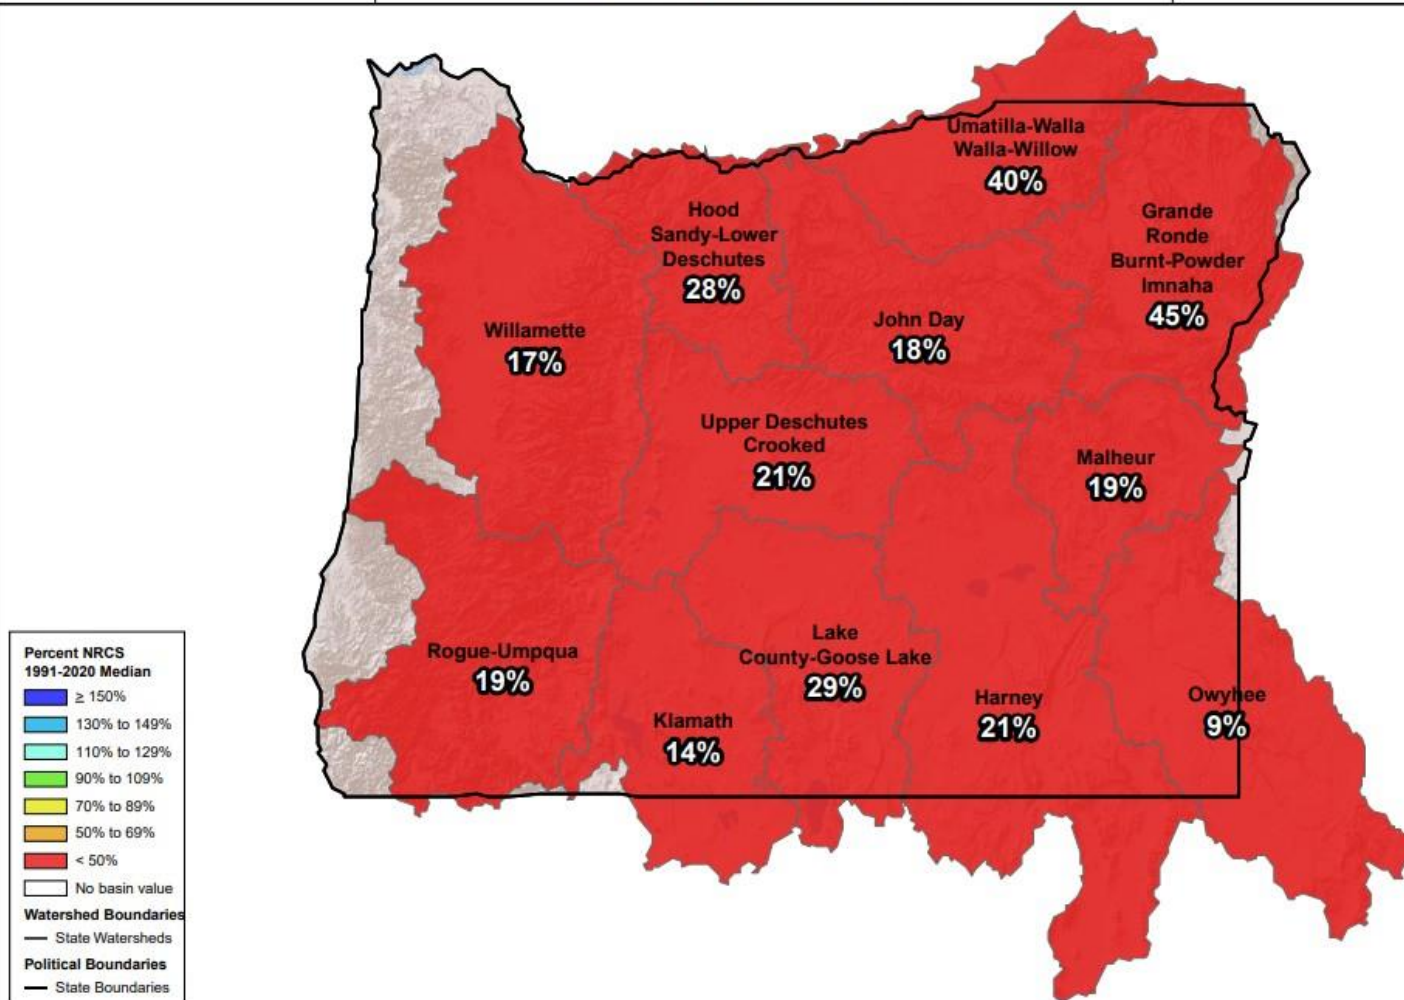 Umatilla-Walla
Walla-Willow
40%
Hood
Sandy-Lower
Deschutes
28%
Grande
Ronde
Burnt-Powder
Imnaha
45%
Willamette
17%
John Day
18%
Upper Deschutes
Crooked
21%
Malheur
19%
Rogue-Umpqua
19%
Lake
County-Goose Lake
29%
Klamath
14%
Harney
21%
Owyhee
9%
Percent NRCS
1991-2020 Median
≥ 150%
130% to 149%
110% to 129%
90% to 109%
70% to 89%
50% to 69%
< 50%
No basin value
Watershed Boundaries
State Watersheds
Political Boundaries
State Boundaries